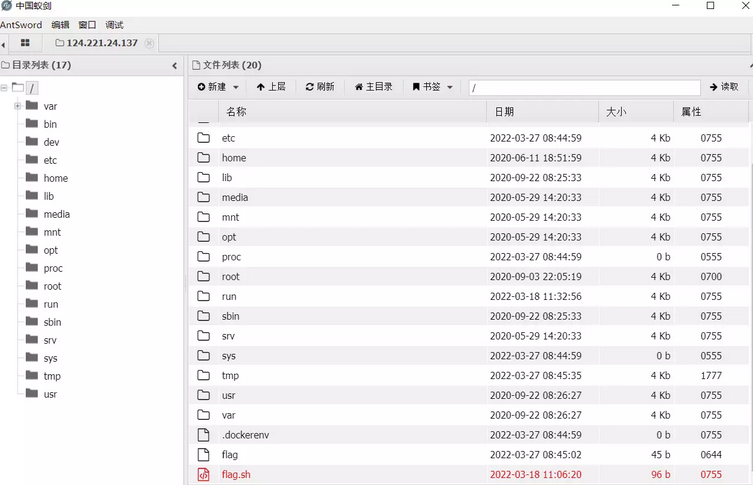 中国蚁剑
AntSword 编辑 窗口 调试
124.221.24.137
目录列表 (17)
/
var
bin
dev
etc
home
lib
media
mnt
opt
proc
root
run
sbin
srv
sys
tmp
usr
文件列表 (20)
新建 上层 刷新 主目录 书签 / 读取
名称 日期 大小 属性
etc 2022-03-27 08:44:59 4 Kb 0755
home 2020-06-11 18:51:59 4 Kb 0755
lib 2020-09-22 08:25:33 4 Kb 0755
media 2020-05-29 14:20:33 4 Kb 0755
mnt 2020-05-29 14:20:33 4 Kb 0755
opt 2020-05-29 14:20:33 4 Kb 0755
proc 2022-03-27 08:44:59 0 b 0555
root 2020-09-03 22:05:19 4 Kb 0700
run 2022-03-18 11:32:56 4 Kb 0755
sbin 2020-09-22 08:25:33 4 Kb 0755
srv 2020-05-29 14:20:33 4 Kb 0755
sys 2022-03-27 08:44:59 0 b 0555
tmp 2022-03-27 08:45:35 4 Kb 1777
usr 2020-09-22 08:26:27 4 Kb 0755
var 2020-09-22 08:26:27 4 Kb 0755
.dockerenv 2022-03-27 08:44:59 0 b 0755
flag 2022-03-27 08:45:02 45 b 0644
flag.sh 2022-03-18 11:06:20 96 b 0755